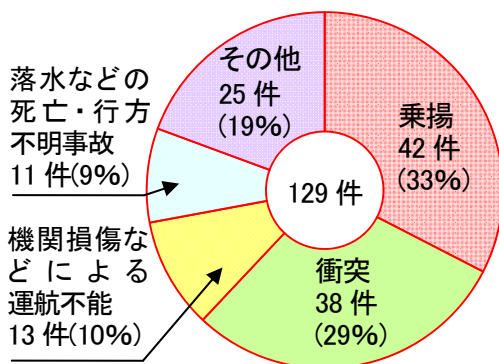 その他
25 件
(19%)
乗揚
42 件
(33%)
落水などの
死亡・行方
不明事故
11 件(9%)
129 件
機関損傷な
どによる
運航不能
13 件(10%)
衝突
38 件
(29%)